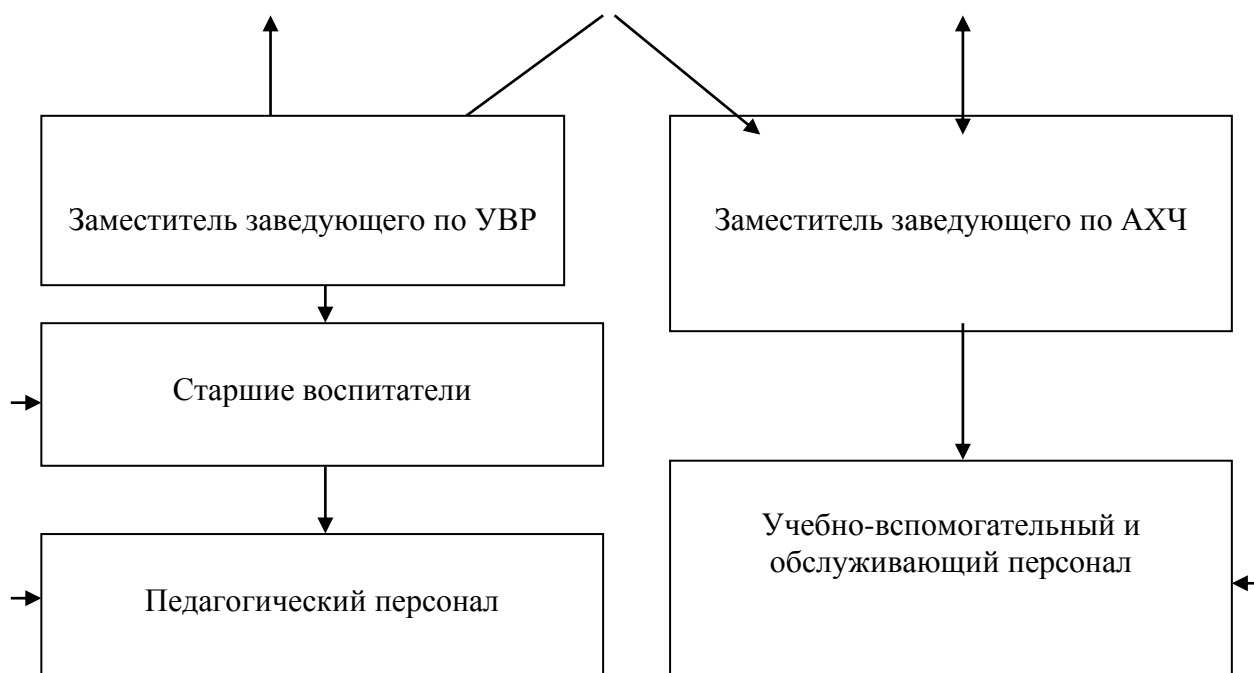 Заместитель заведующего по УВР
Заместитель заведующего по АХЧ
Старшие воспитатели
Учебно-вспомогательный и
обслуживающий персонал
Педагогический персонал